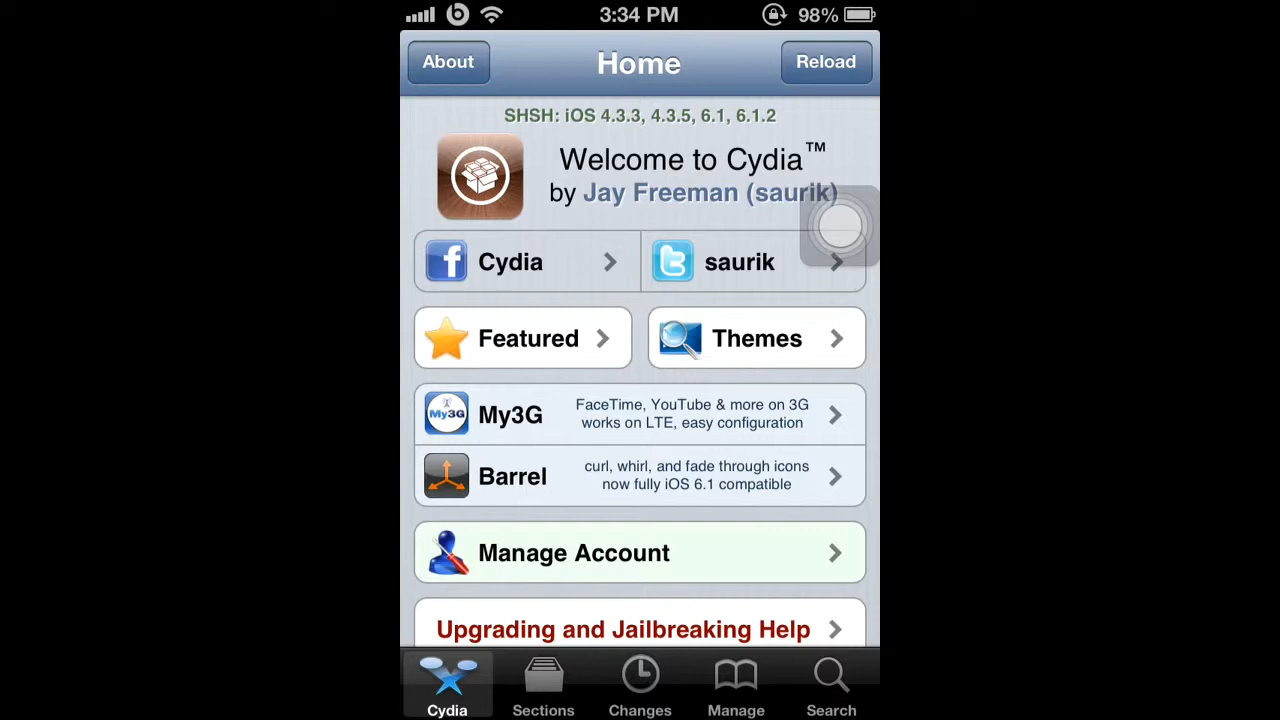 3:34 PM
98%
About
Home
Reload
SHSH: iOS 4.3.3, 4.3.5, 6.1, 6.1.2
Welcome to Cydia™
by Jay Freeman (saurik)
Cydia
saurik
Featured
Themes
My3G
My3G
FaceTime, YouTube & more on 3G
works on LTE, easy configuration
Barrel
curl, whirl, and fade through icons
now fully iOS 6.1 compatible
Manage Account
Upgrading and Jailbreaking Help
Cydia
Sections
Changes
Manage
Search